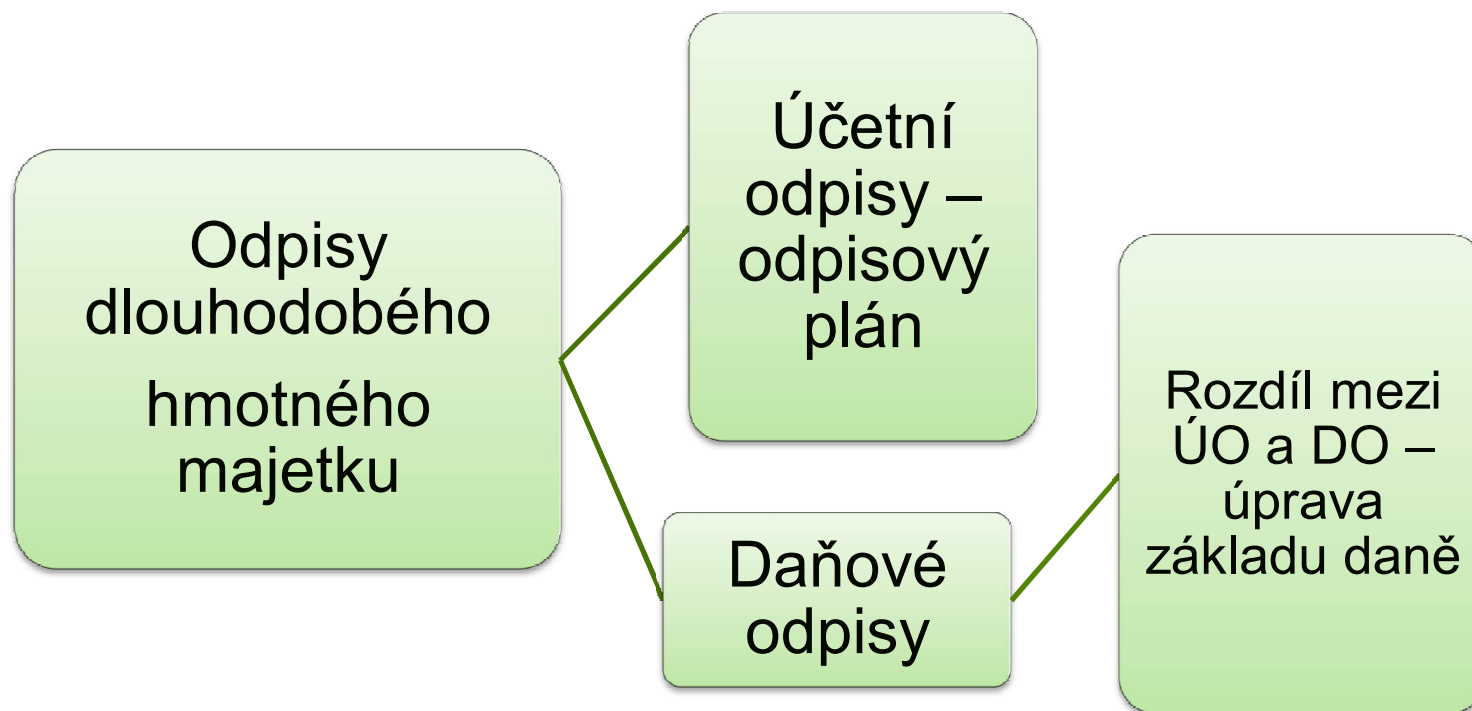 Odpisy
dlouhodobého
hmotného
majetku
Účetní
odpisy –
odpisový
plán
Daňové
odpisy
Rozdíl mezi
ÚO a DO –
úprava
základu daně